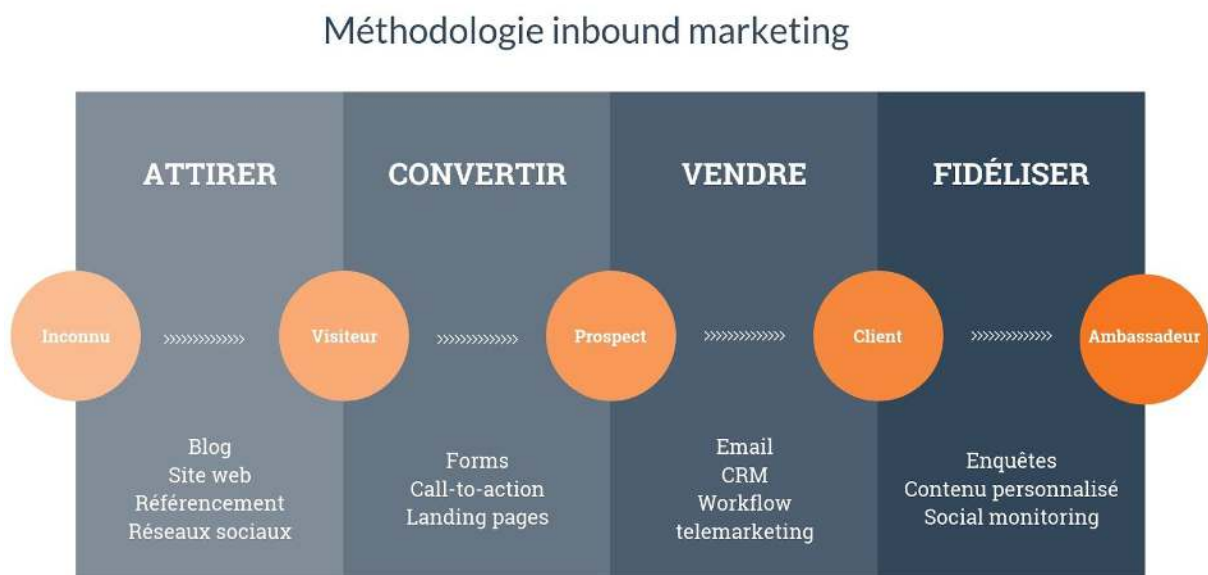 Méthodologie inbound marketing
ATTIRER
CONVERTIR
VENDRE
FIDÉLISER
Inconnu
Visiteur
Prospect
Client
Ambassadeur
Blog
Site web
Référencement
Réseaux sociaux
Forms
Call-to-action
Landing pages
Email
CRM
Workflow
telemarketing
Enquêtes
Contenu personnalisé
Social monitoring